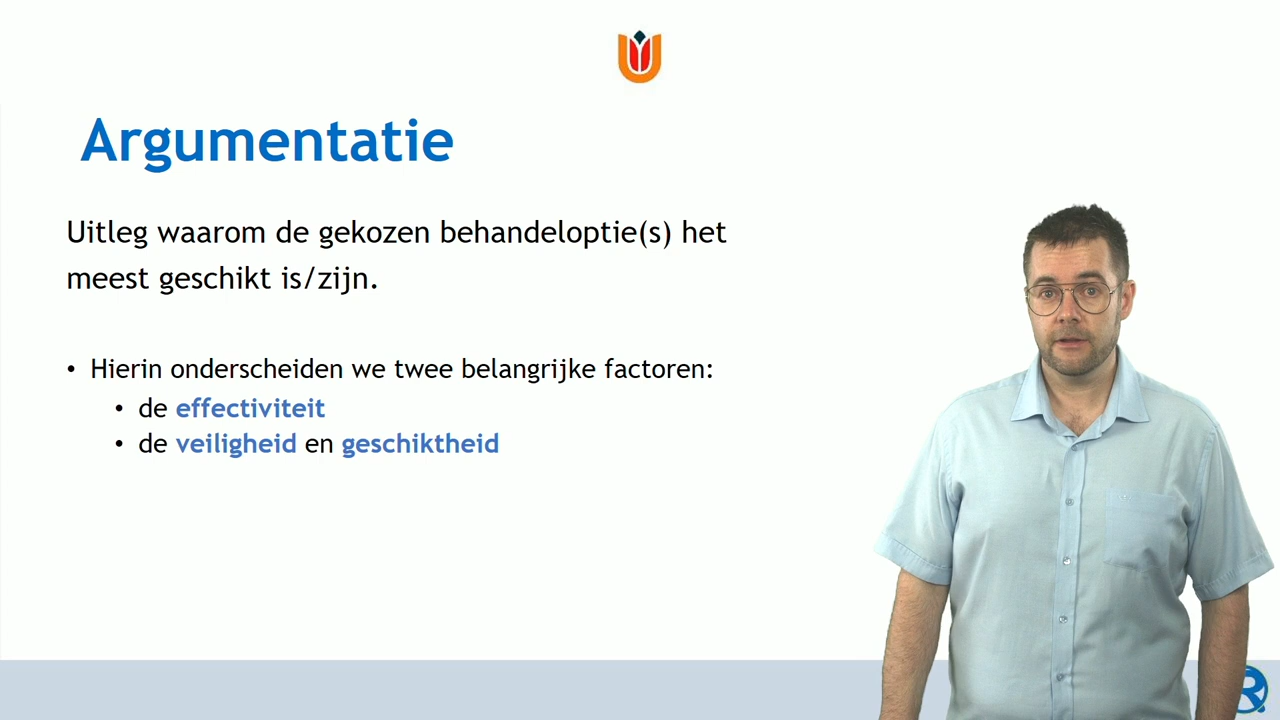 Argumentatie
Uitleg waarom de gekozen behandeloptie(s) het
meest geschikt is/zijn.
• Hierin onderscheiden we twee belangrijke factoren:
• de effectiviteit
• de veiligheid en geschiktheid
R